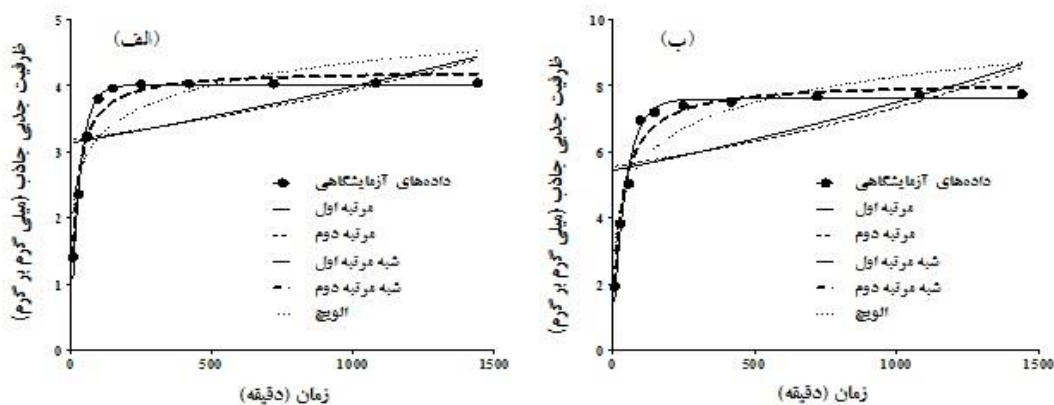 (الف)
ظرفیت جذبی جاذب (میلی گرم بر گرم)
5
4
3
2
1
0
داده‌های آزمایشگاهی
مرتبه اول
مرتبه دوم
شبه مرتبه اول
شبه مرتبه دوم
الویچ
0 500 1000 1500
زمان (دقیقه)
(ب)
ظرفیت جذبی جاذب (میلی گرم بر گرم)
10
8
6
4
2
0
داده‌های آزمایشگاهی
مرتبه اول
مرتبه دوم
شبه مرتبه اول
شبه مرتبه دوم
الویچ
0 500 1000 1500
زمان (دقیقه)